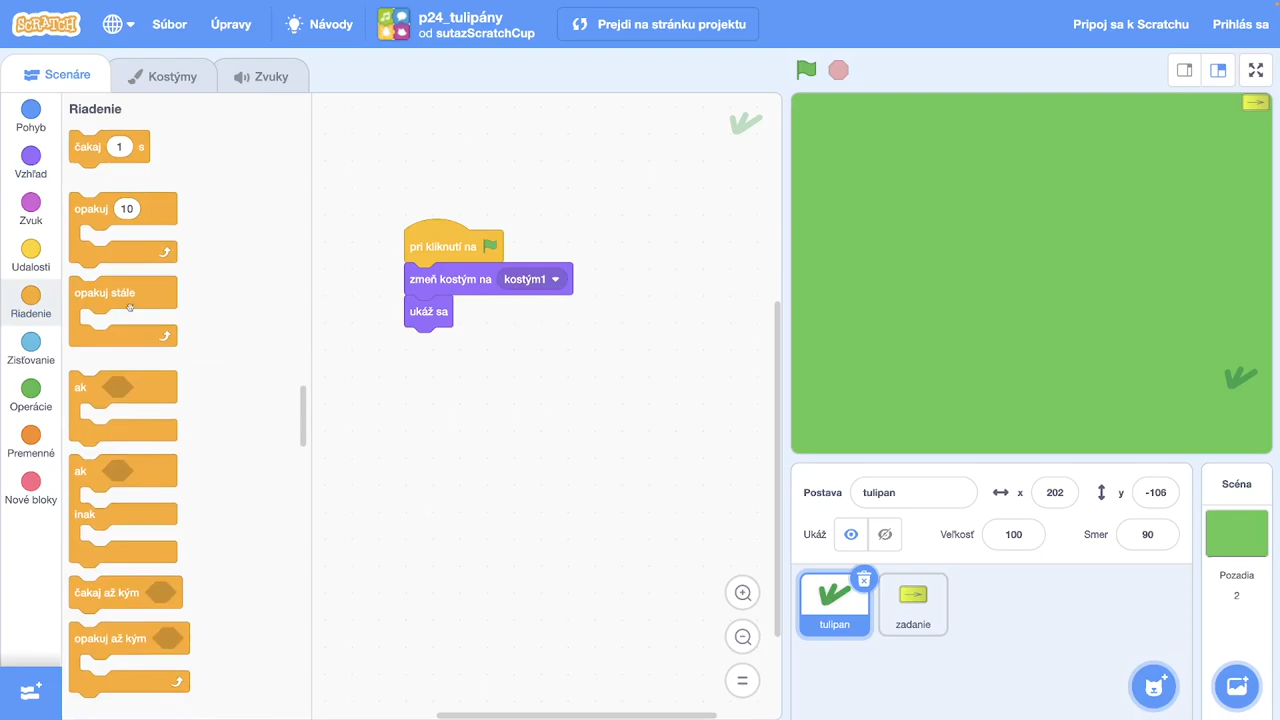 SCRATCH
Súbor
Úpravy
Návody
p24_tulipány
od sutazScratchCup
Prejdi na stránku projektu
Pripoj sa k Scratchu
Prihlás sa
Scenáre
Kostýmy
Zvuky
Pohyb
Vzhľad
Zvuk
Udalosti
Riadenie
Zisťovanie
Operácie
Premenné
Nové bloky
Riadenie
čakaj 1 s
opakuj 10
opakuj stále
ak
ak
inak
čakaj až kým
opakuj až kým
pri kliknutí na
zmeň kostým na kostým1
ukáž sa
Postava tulipan x 202 y -106
Ukáž Veľkosť 100 Smer 90
tulipan
zadanie
Scéna
Pozadia
2